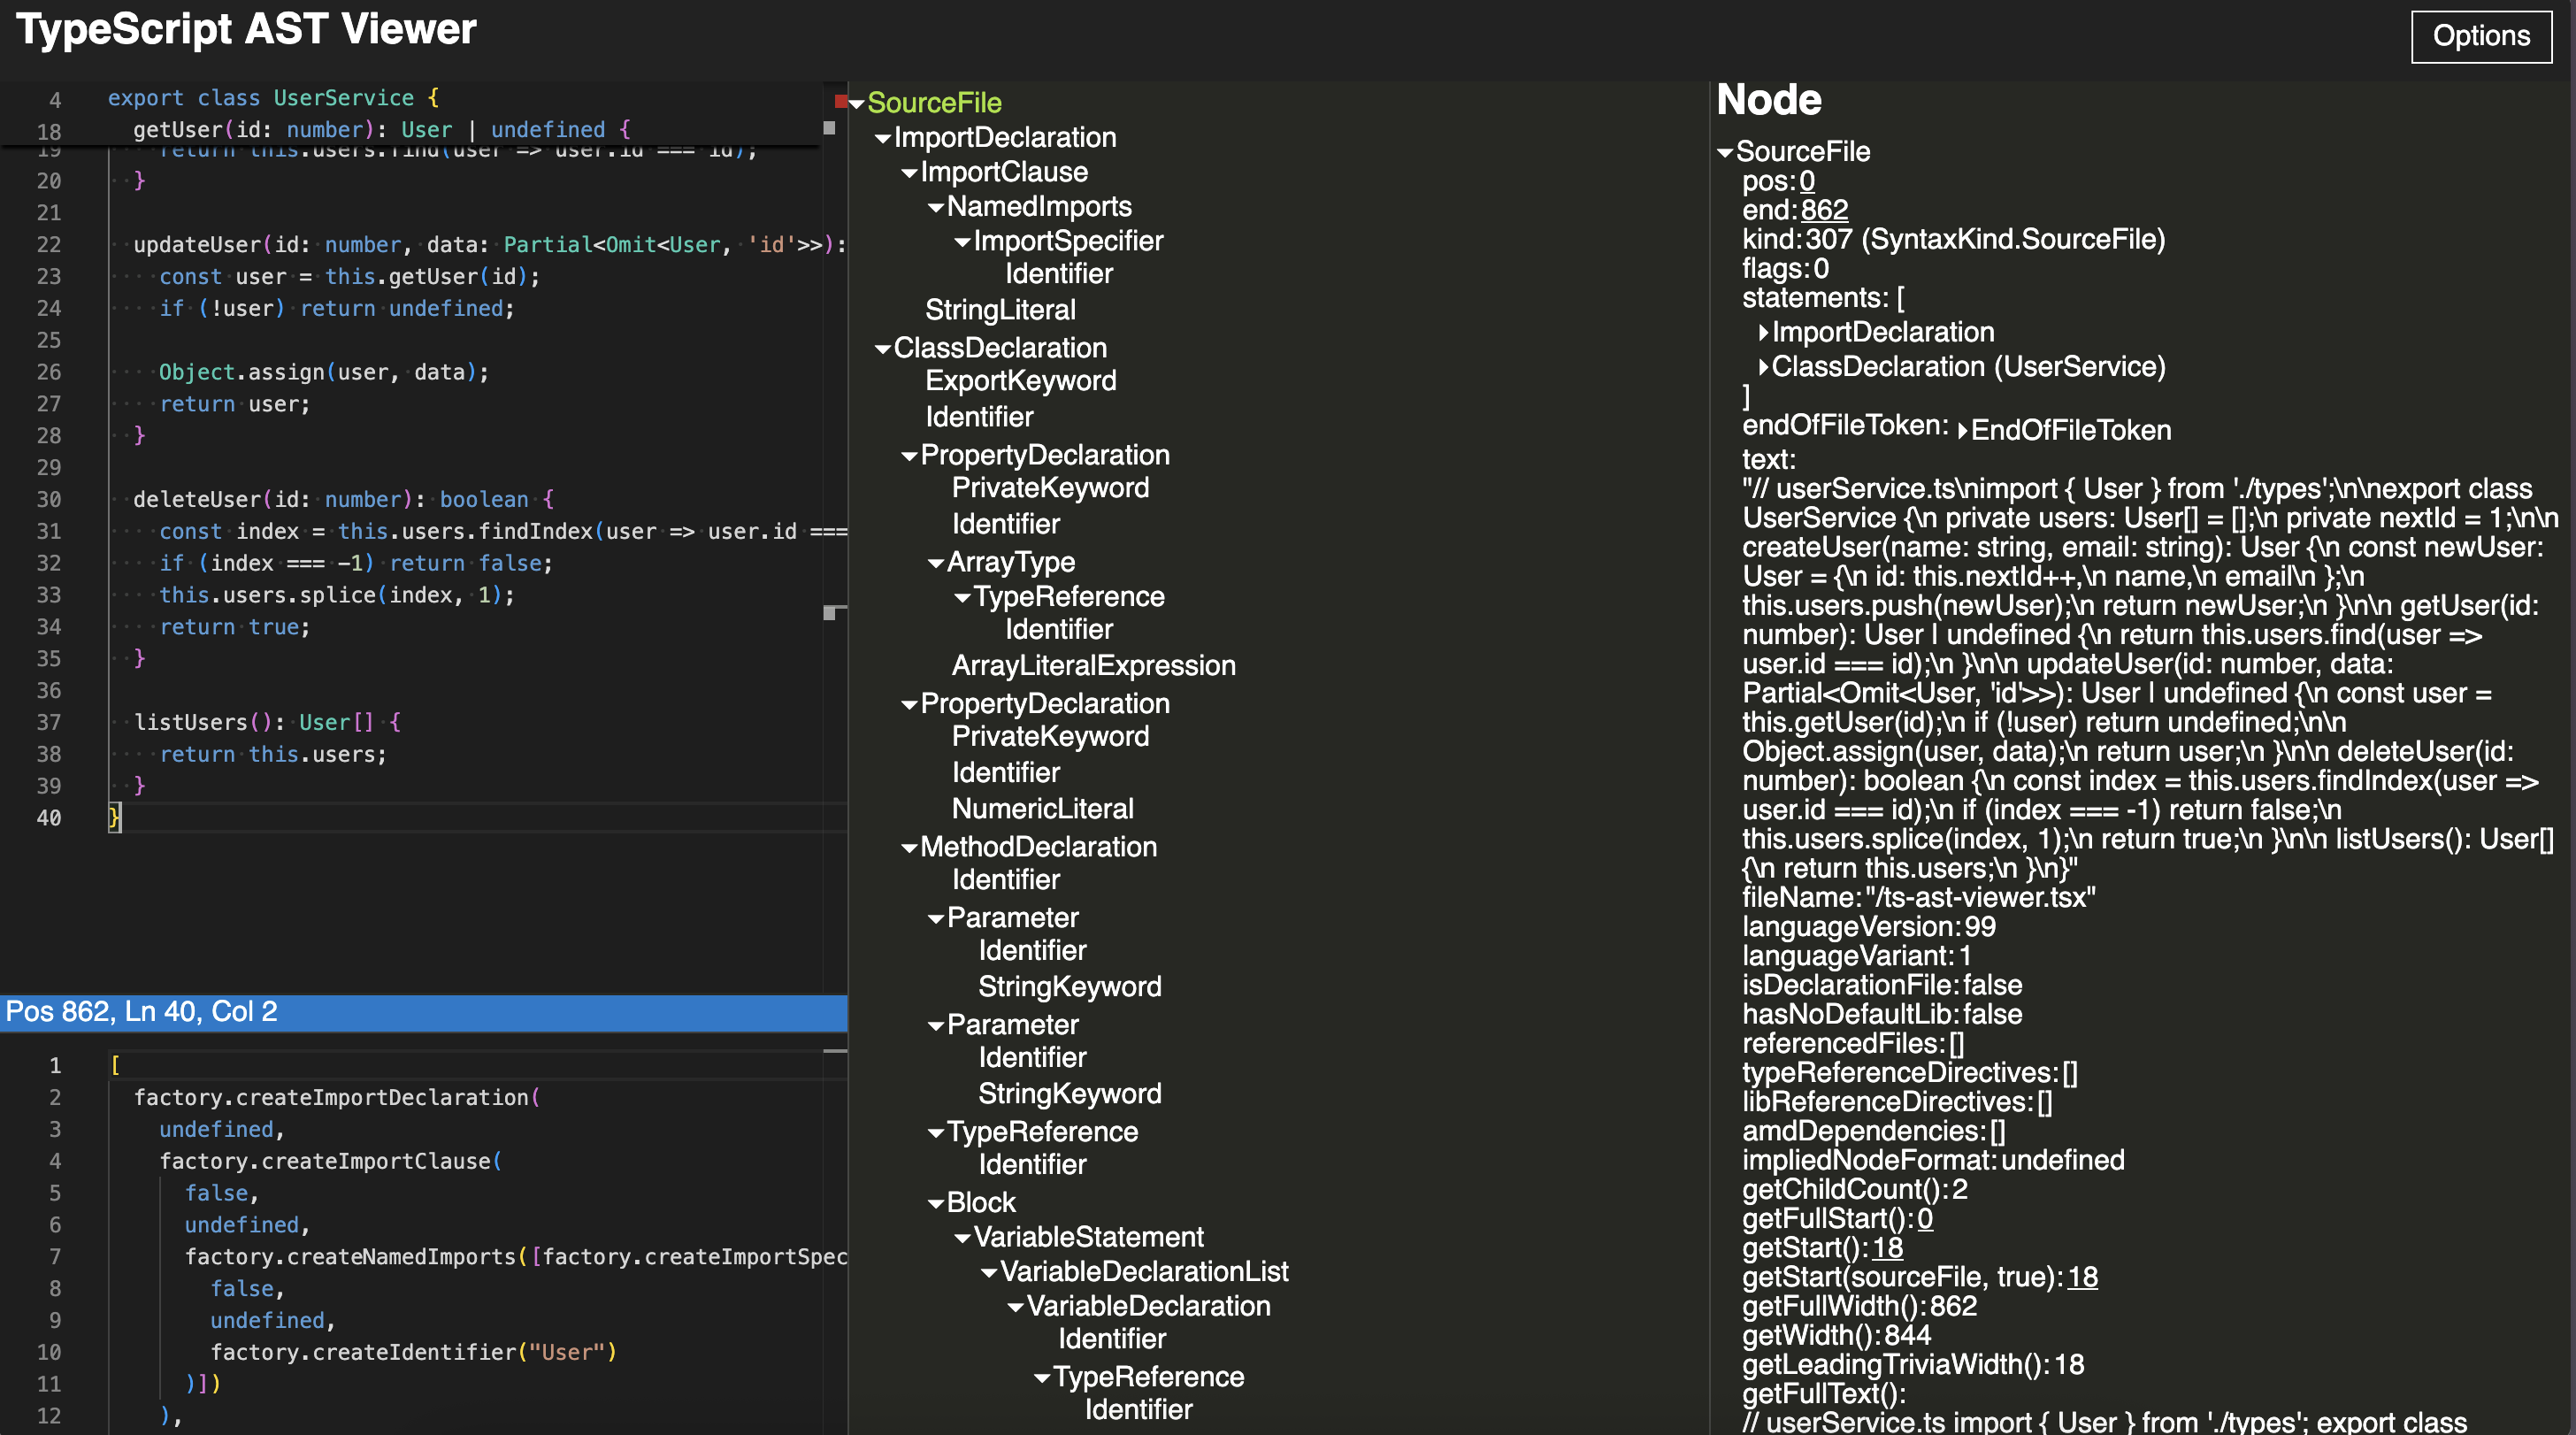 TypeScript AST Viewer
Options
4 export class UserService {
18 getUser(id: number): User | undefined {
19 return this.users.find(user => user.id === id);
20 }
21
22 updateUser(id: number, data: Partial<Omit<User, 'id'>>):
23 const user = this.getUser(id);
24 if (!user) return undefined;
25
26 Object.assign(user, data);
27 return user;
28 }
29
30 deleteUser(id: number): boolean {
31 const index = this.users.findIndex(user => user.id ===
32 if (index === -1) return false;
33 this.users.splice(index, 1);
34 return true;
35 }
36
37 listUsers(): User[] {
38 return this.users;
39 }
40 }
Pos 862, Ln 40, Col 2
1 [
2 factory.createImportDeclaration(
3 undefined,
4 factory.createImportClause(
5 false,
6 undefined,
7 factory.createNamedImports([factory.createImportSpec
8 false,
9 undefined,
10 factory.createIdentifier("User")
11 )])
12 ),
SourceFile
ImportDeclaration
ImportClause
NamedImports
ImportSpecifier
Identifier
StringLiteral
ClassDeclaration
ExportKeyword
Identifier
PropertyDeclaration
PrivateKeyword
Identifier
ArrayType
TypeReference
Identifier
ArrayLiteralExpression
PropertyDeclaration
PrivateKeyword
Identifier
NumericLiteral
MethodDeclaration
Identifier
Parameter
Identifier
StringKeyword
Parameter
Identifier
StringKeyword
TypeReference
Identifier
Block
VariableStatement
VariableDeclarationList
VariableDeclaration
Identifier
TypeReference
Identifier
Node
SourceFile
pos:0
end:862
kind:307 (SyntaxKind.SourceFile)
flags:0
statements: [
ImportDeclaration
ClassDeclaration (UserService)
]
endOfFileToken: EndOfFileToken
text:
"// userService.ts\nimport { User } from './types';\n\nexport class
UserService {\n private users: User[] = [];\n private nextId = 1;\n\n
createUser(name: string, email: string): User {\n const newUser:
User = {\n id: this.nextId++,\n name,\n email\n };\n
this.users.push(newUser);\n return newUser;\n }\n\n getUser(id:
number): User | undefined {\n return this.users.find(user =>
user.id === id);\n }\n\n updateUser(id: number, data:
Partial<Omit<User, 'id'>>): User | undefined {\n const user =
this.getUser(id);\n if (!user) return undefined;\n\n
Object.assign(user, data);\n return user;\n }\n\n deleteUser(id:
number): boolean {\n const index = this.users.findIndex(user =>
user.id === id);\n if (index === -1) return false;\n
this.users.splice(index, 1);\n return true;\n }\n\n listUsers(): User[]
{\n return this.users;\n }\n}"
fileName:"/ts-ast-viewer.tsx"
languageVersion:99
languageVariant:1
isDeclarationFile:false
hasNoDefaultLib:false
referencedFiles:[]
typeReferenceDirectives:[]
libReferenceDirectives:[]
amdDependencies:[]
impliedNodeFormat:undefined
getChildCount():2
getFullStart():0
getStart():18
getStart(sourceFile, true):18
getFullWidth():862
getWidth():844
getLeadingTriviaWidth():18
getFullText():
// userService.ts import { User } from './types'; export class